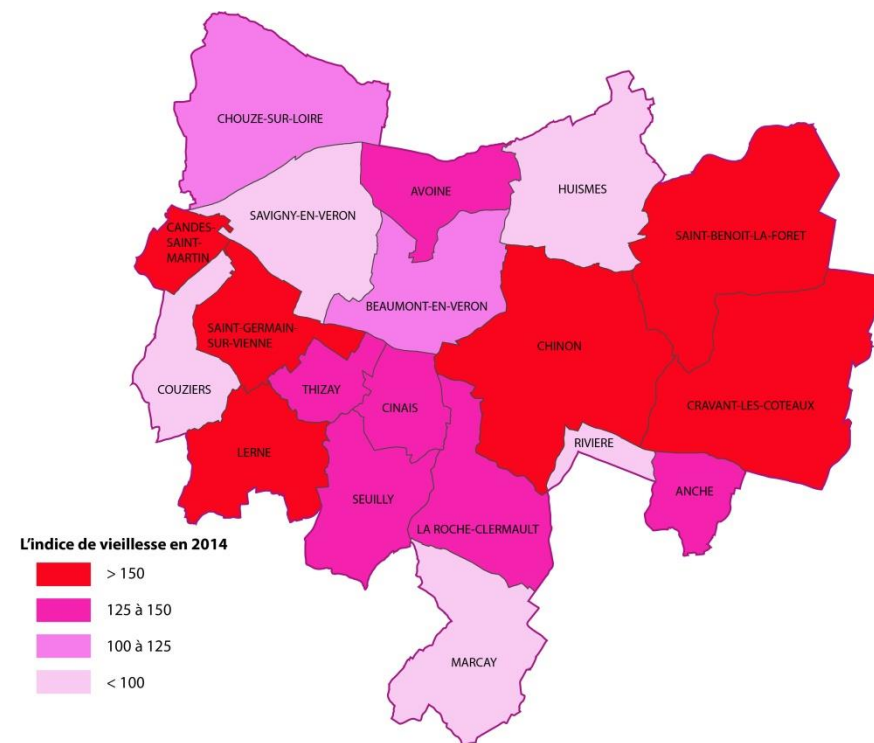 CHOUZE-SUR-LOIRE
AVOINE
HUISMES
SAVIGNY-EN-VERON
CANDES-
SAINT-
MARTIN
SAINT-BENOIT-LA-FORET
BEAUMONT-EN-VERON
SAINT-GERMAIN-
SUR-VIENNE
CHINON
COUZIERS
THIZAY
CINAIS
CRAVANT-LES-COTEAUX
RIVIERE
LERNE
SEUILLY
ANCHE
LA ROCHE-CLERMAULT
MARCAY
L'indice de vieillesse en 2014
> 150
125 à 150
100 à 125
< 100